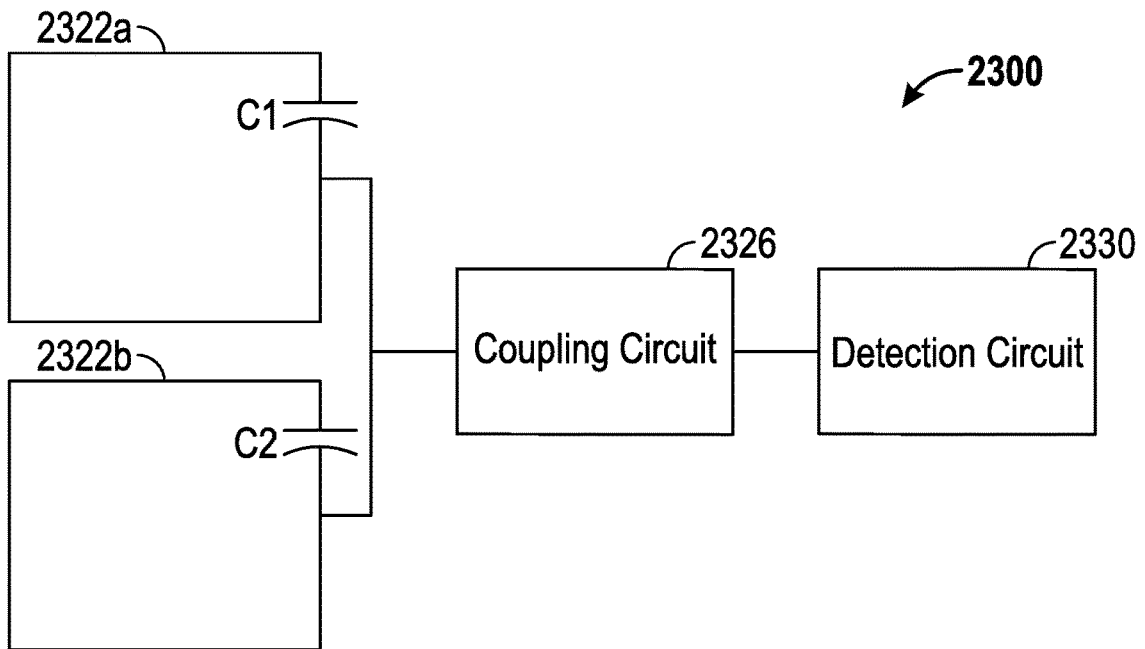 2322a
2300
C1
2326
2330
Coupling Circuit
Detection Circuit
2322b
C2